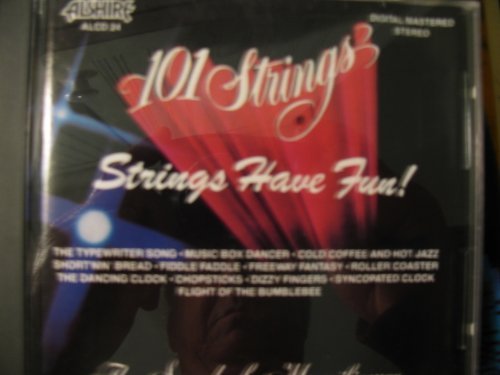 ALSHIRE
ALCD 24
DIGITAL MASTERED
STEREO
101 Strings
Strings Have Fun!
THE TYPEWRITER SONG • MUSIC BOX DANCER • COLD COFFEE AND HOT JAZZ
SHORT'NIN' BREAD • FIDDLE FADDLE • FREEWAY FANTASY • ROLLER COASTER
THE DANCING CLOCK • CHOPSTICKS • DIZZY FINGERS • SYNCOPATED CLOCK
FLIGHT OF THE BUMBLEBEE